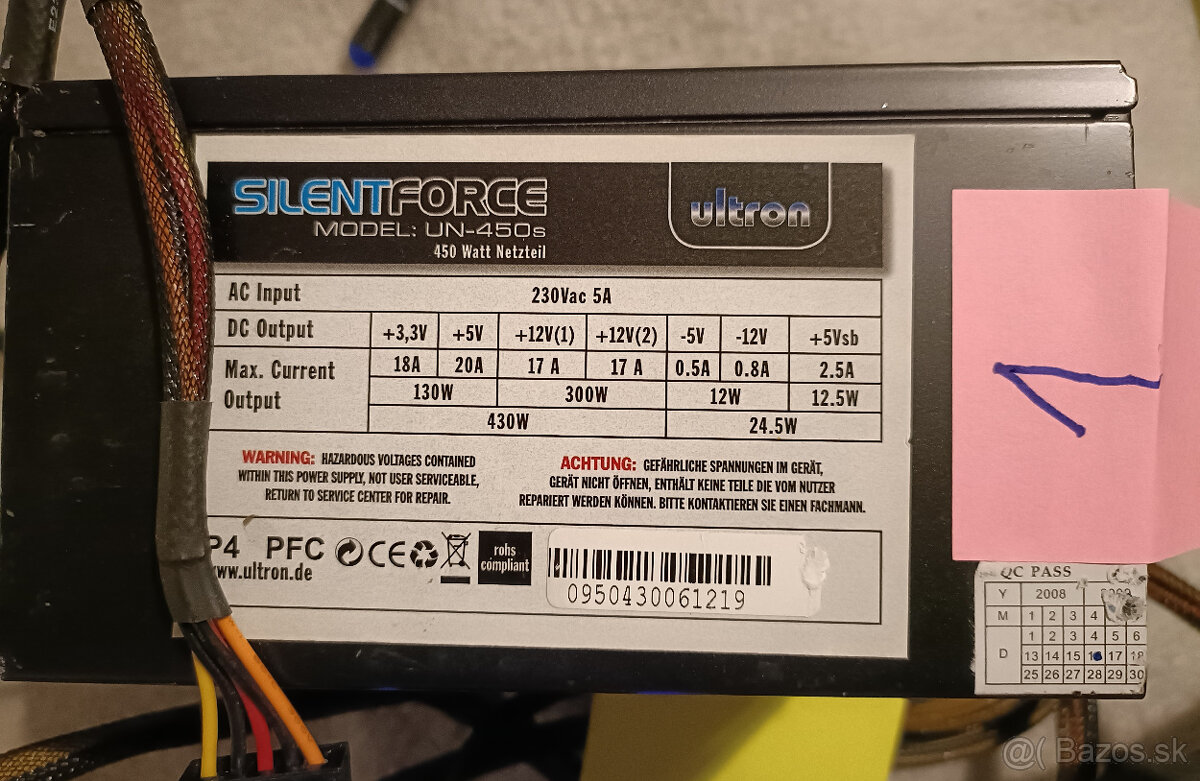 SILENTFORCE
MODEL: UN-450s
450 Watt Netzteil
ultron
AC Input 230Vac 5A
DC Output +3,3V +5V +12V(1) +12V(2) -5V -12V +5Vsb
Max. Current 18A 20A 17 A 17 A 0.5A 0.8A 2.5A
Output 130W 300W 12W 12.5W
430W 24.5W
WARNING: HAZARDOUS VOLTAGES CONTAINED
WITHIN THIS POWER SUPPLY, NOT USER SERVICEABLE,
RETURN TO SERVICE CENTER FOR REPAIR.
ACHTUNG: GEFÄHRLICHE SPANNUNGEN IM GERÄT,
GERÄT NICHT ÖFFNEN, ENTHÄLT KEINE TEILE DIE VOM NUTZER
REPARIERT WERDEN KÖNNEN. BITTE KONTAKTIEREN SIE EINEN FACHMANN.
P4 PFC CE
www.ultron.de
rohs
compliant
0950430061219
1
QC PASS
Y 2008
M 1 2 3 4
D 1 2 3 4 5 6
13 14 15 17 18
25 26 27 28 29 30
@( Bazos.sk